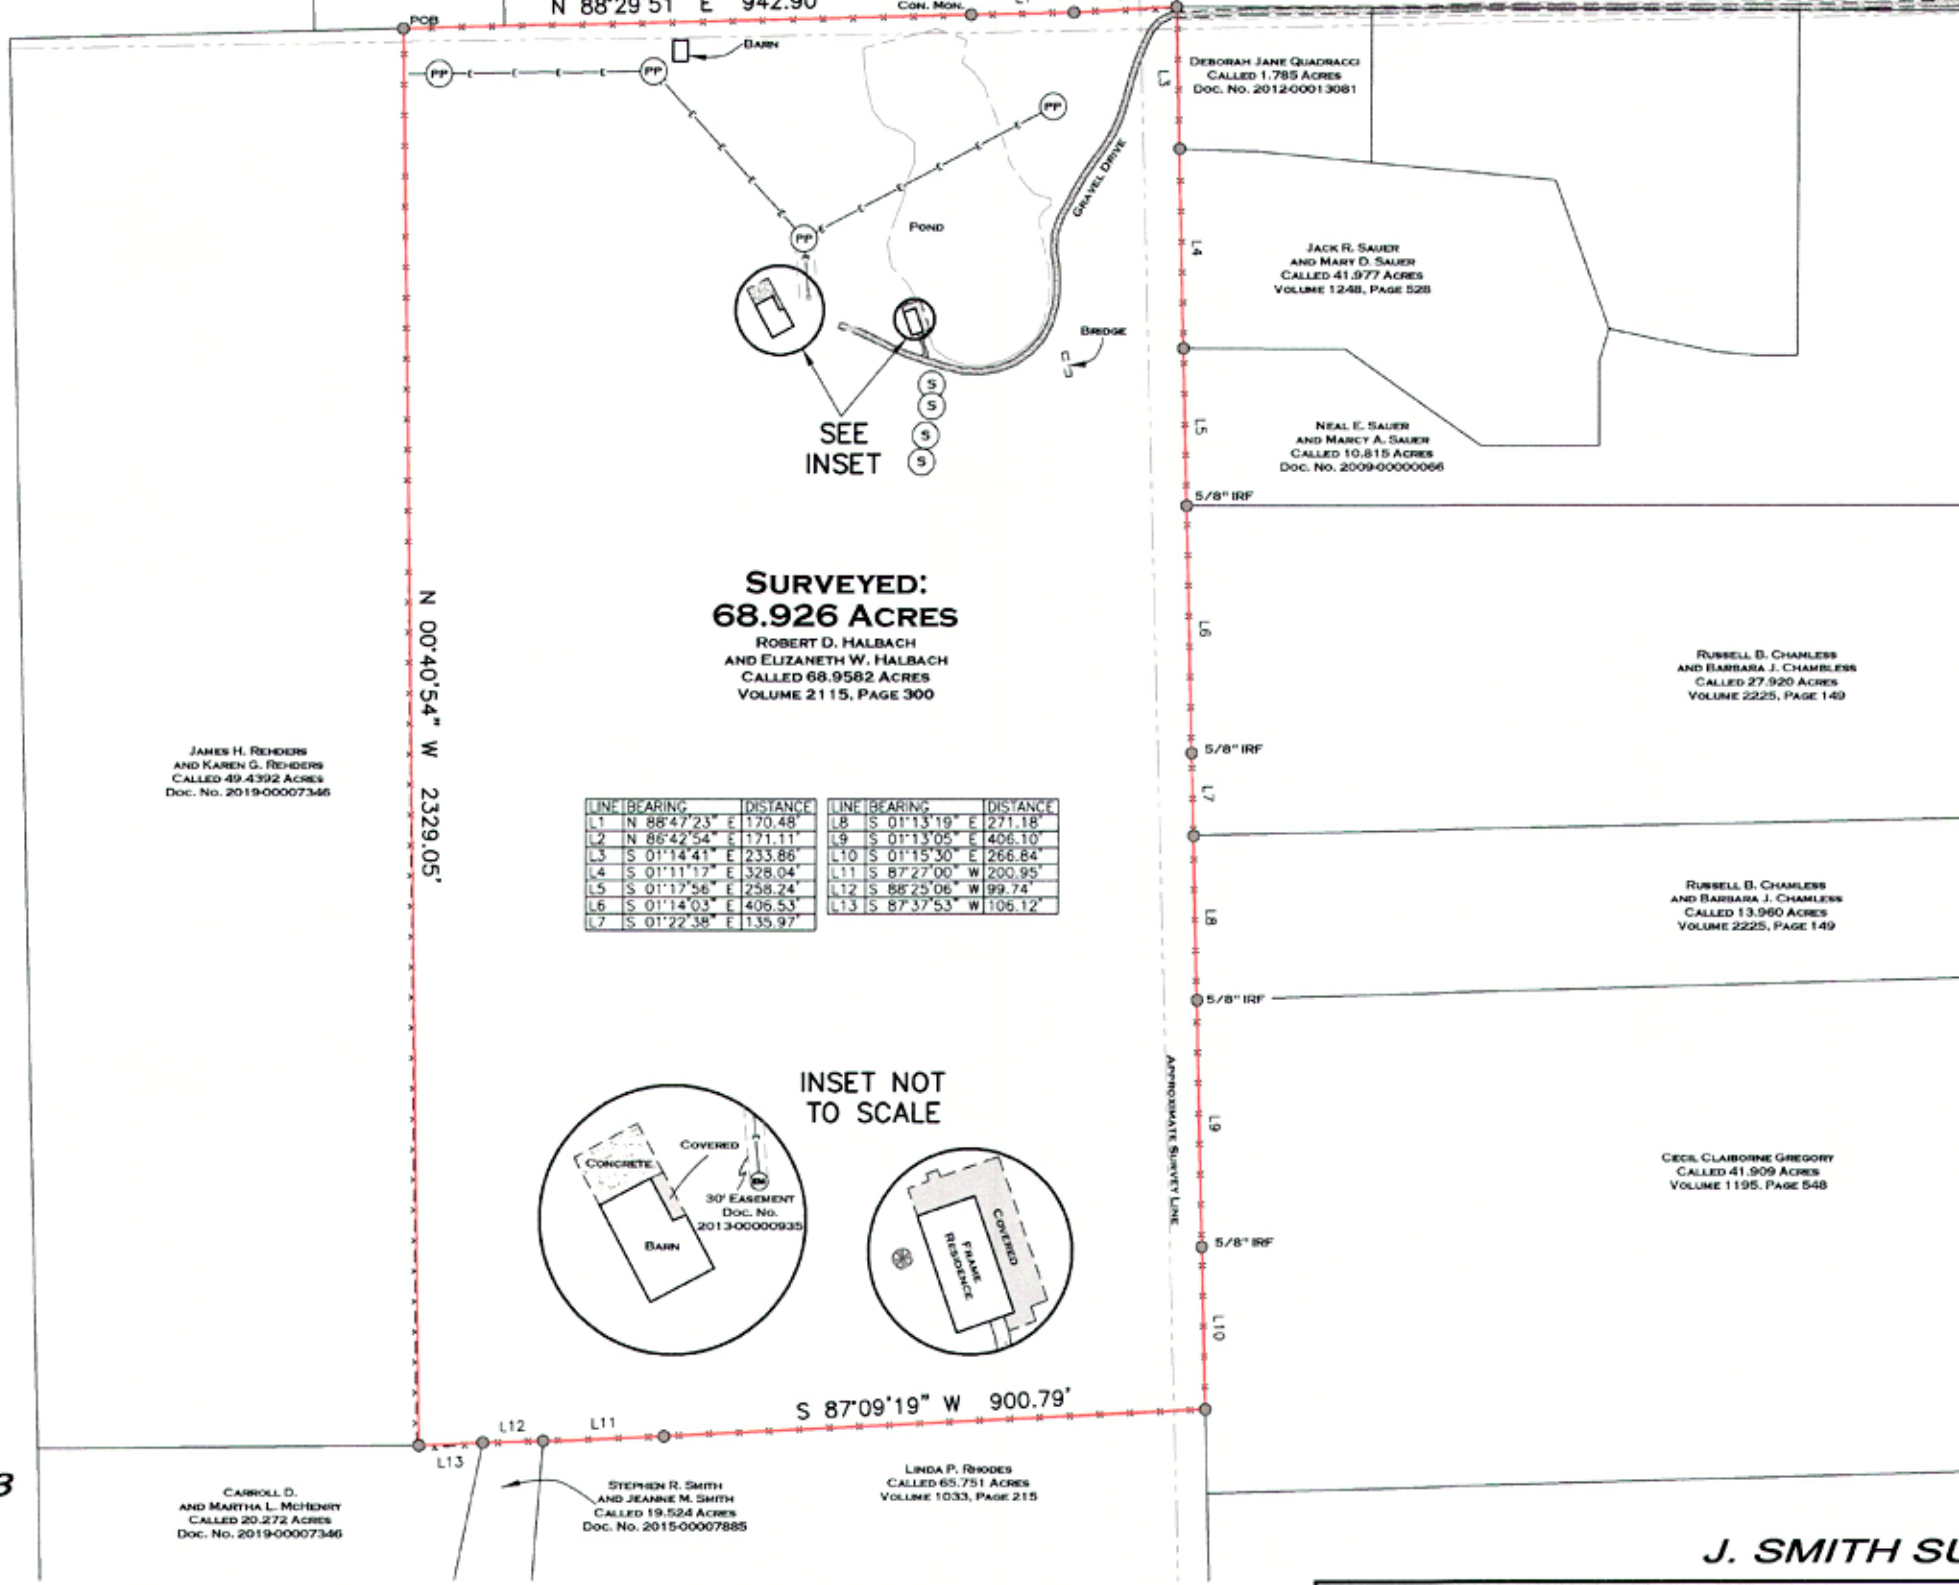 N 88°29'51" E 942.90'
CON. MON.
POB
BARN
PP
PP
PP
PP
L3
DEBORAH JANE QUADRACCI
CALLED 1.785 ACRES
DOC. NO. 2012-00013081
GRAVEL DRIVE
POND
L4
JACK R. SAUER
AND MARY D. SAUER
CALLED 41.977 ACRES
VOLUME 1248, PAGE 528
BRIDGE
S
S
S
S
SEE
INSET
L5
NEAL E. SAUER
AND MARCY A. SAUER
CALLED 10.815 ACRES
DOC. NO. 2009-00000066
5/8" IRF
SURVEYED:
68.926 ACRES
ROBERT D. HALBACH
AND ELIZANETH W. HALBACH
CALLED 68.9582 ACRES
VOLUME 2115, PAGE 300
N 00°40'54" W 2329.05'
L6
RUSSELL B. CHAMLESS
AND BARBARA J. CHAMBLESS
CALLED 27.920 ACRES
VOLUME 2225, PAGE 149
JAMES H. REHDERS
AND KAREN G. REHDERS
CALLED 49.4392 ACRES
DOC. NO. 2019-00007346
5/8" IRF
L7
LINE BEARING DISTANCE
L1 N 88°47'23" E 170.48'
L2 N 86°42'54" E 171.11'
L3 S 01°14'41" E 233.86'
L4 S 01°11'17" E 328.04'
L5 S 01°17'56" E 258.24'
L6 S 01°14'03" E 406.53'
L7 S 01°22'38" E 135.97'
LINE BEARING DISTANCE
L8 S 01°13'19" E 271.18'
L9 S 01°13'05" E 406.10'
L10 S 01°15'30" E 266.84'
L11 S 87°27'00" W 200.95'
L12 S 88°25'06" W 99.74'
L13 S 87°37'53" W 106.12'
L8
RUSSELL B. CHAMLESS
AND BARBARA J. CHAMLESS
CALLED 13.960 ACRES
VOLUME 2225, PAGE 149
5/8" IRF
APPROXIMATE SURVEY LINE
L9
CECIL CLAIBORNE GREGORY
CALLED 41.909 ACRES
VOLUME 1195, PAGE 548
INSET NOT
TO SCALE
CONCRETE
COVERED
30' EASEMENT
DOC. NO.
2013-00000935
BARN
COVERED
FRAME
RESIDENCE
5/8" IRF
L10
S 87°09'19" W 900.79'
L11
L12
L13
CARROLL D.
AND MARTHA L. MCHENRY
CALLED 20.272 ACRES
DOC. NO. 2019-00007346
STEPHEN R. SMITH
AND JEANNE M. SMITH
CALLED 19.524 ACRES
DOC. NO. 2015-00007885
LINDA P. RHODES
CALLED 65.751 ACRES
VOLUME 1033, PAGE 215
J. SMITH SU